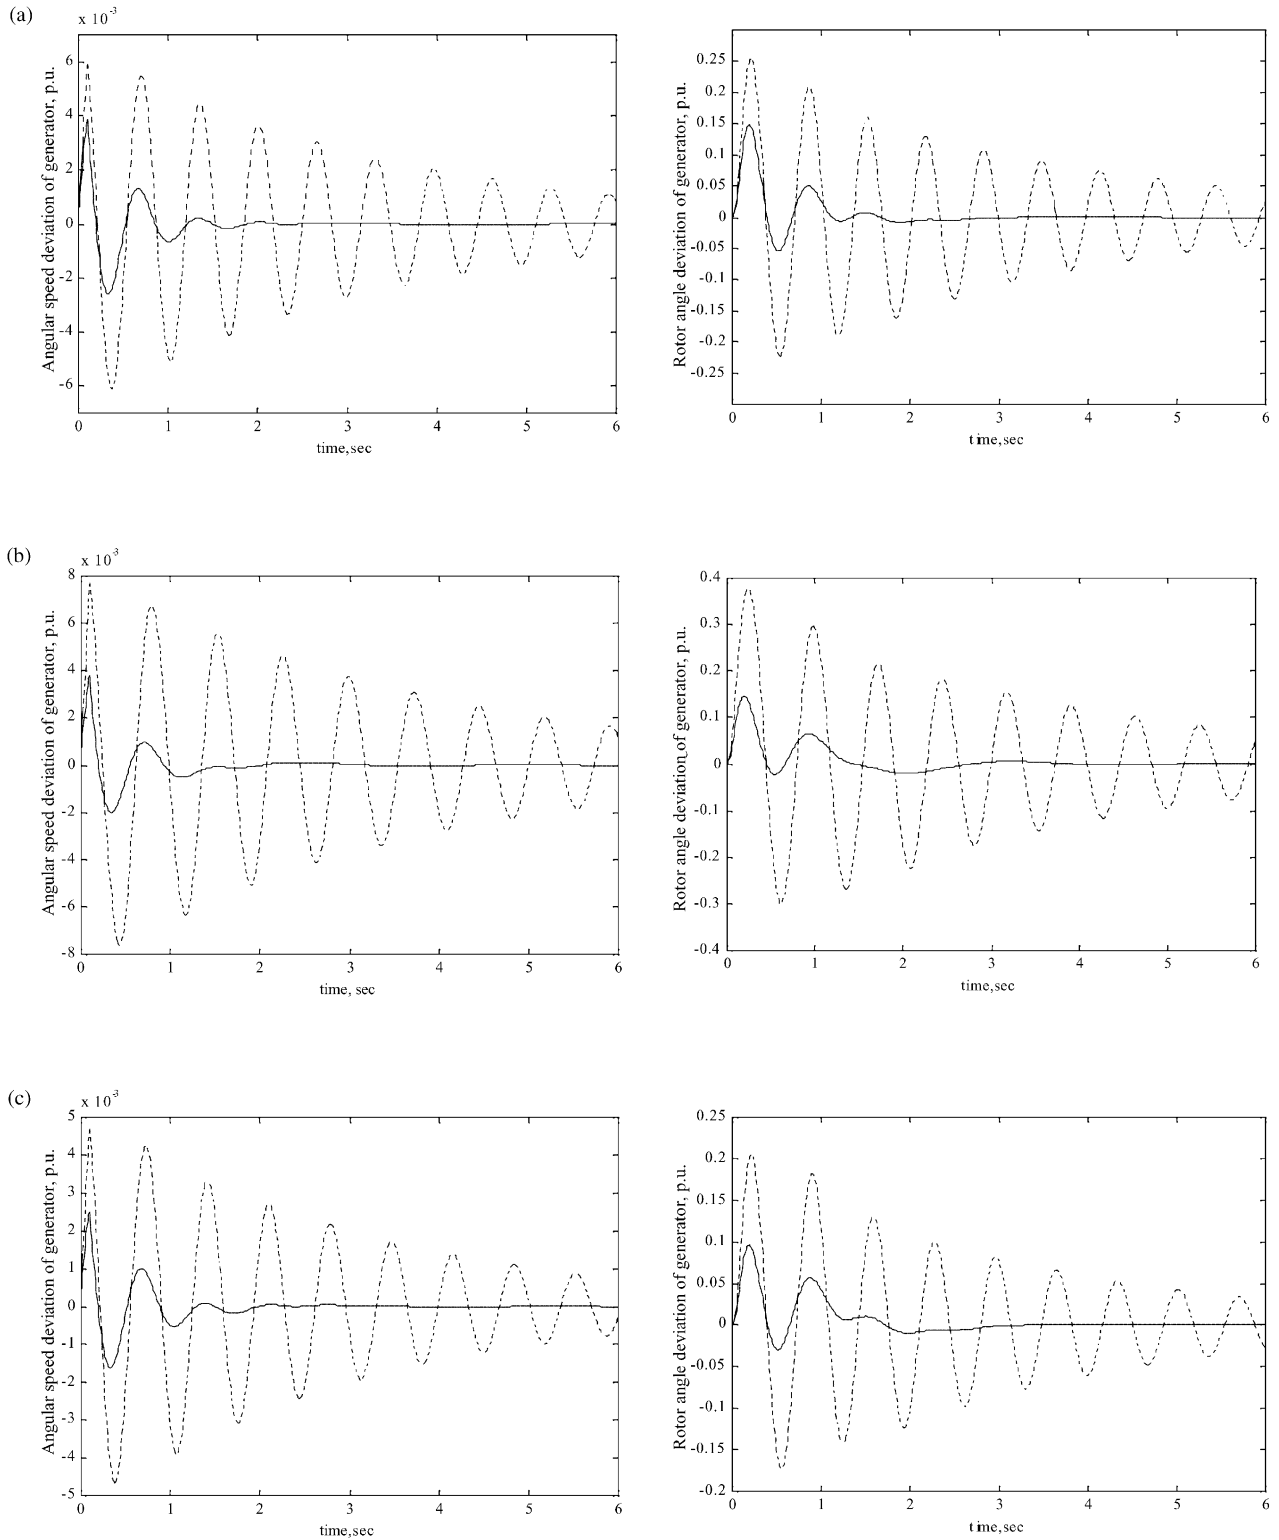 (a)
x 10-3
6
4
2
0
-2
-4
-6
0 1 2 3 4 5 6
time,sec
Angular speed deviation of generator, p.u.
0.25
0.2
0.15
0.1
0.05
0
-0.05
-0.1
-0.15
-0.2
-0.25
0 1 2 3 4 5 6
time,sec
Rotor angle deviation of generator, p.u.
(b)
x 10-3
8
6
4
2
0
-2
-4
-6
-8
0 1 2 3 4 5 6
time, sec
Angular speed deviation of generator, p.u.
0.4
0.3
0.2
0.1
0
-0.1
-0.2
-0.3
-0.4
0 1 2 3 4 5 6
time,sec
Rotor angle deviation of generator, p.u.
(c)
x 10-3
5
4
3
2
1
0
-1
-2
-3
-4
-5
0 1 2 3 4 5 6
time,sec
Angular speed deviation of generator, p.u.
0.25
0.2
0.15
0.1
0.05
0
-0.05
-0.1
-0.15
-0.2
0 1 2 3 4 5 6
time,sec
Rotor angle deviation of generator, p.u.